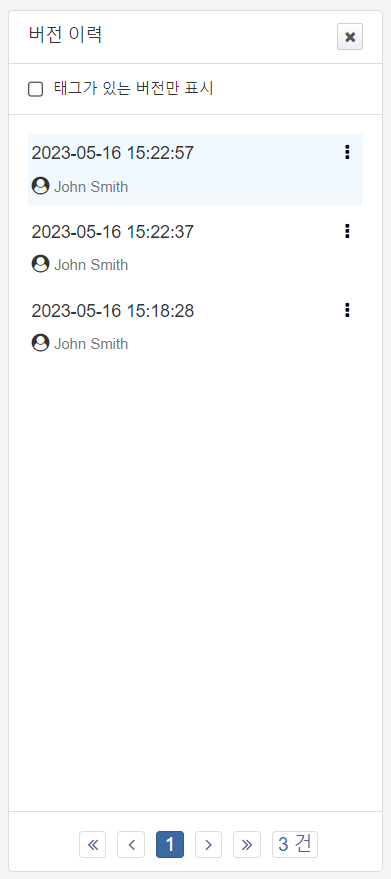 버전 이력
태그가 있는 버전만 표시
2023-05-16 15:22:57
John Smith
2023-05-16 15:22:37
John Smith
2023-05-16 15:18:28
John Smith
« ‹ 1 › » 3 건